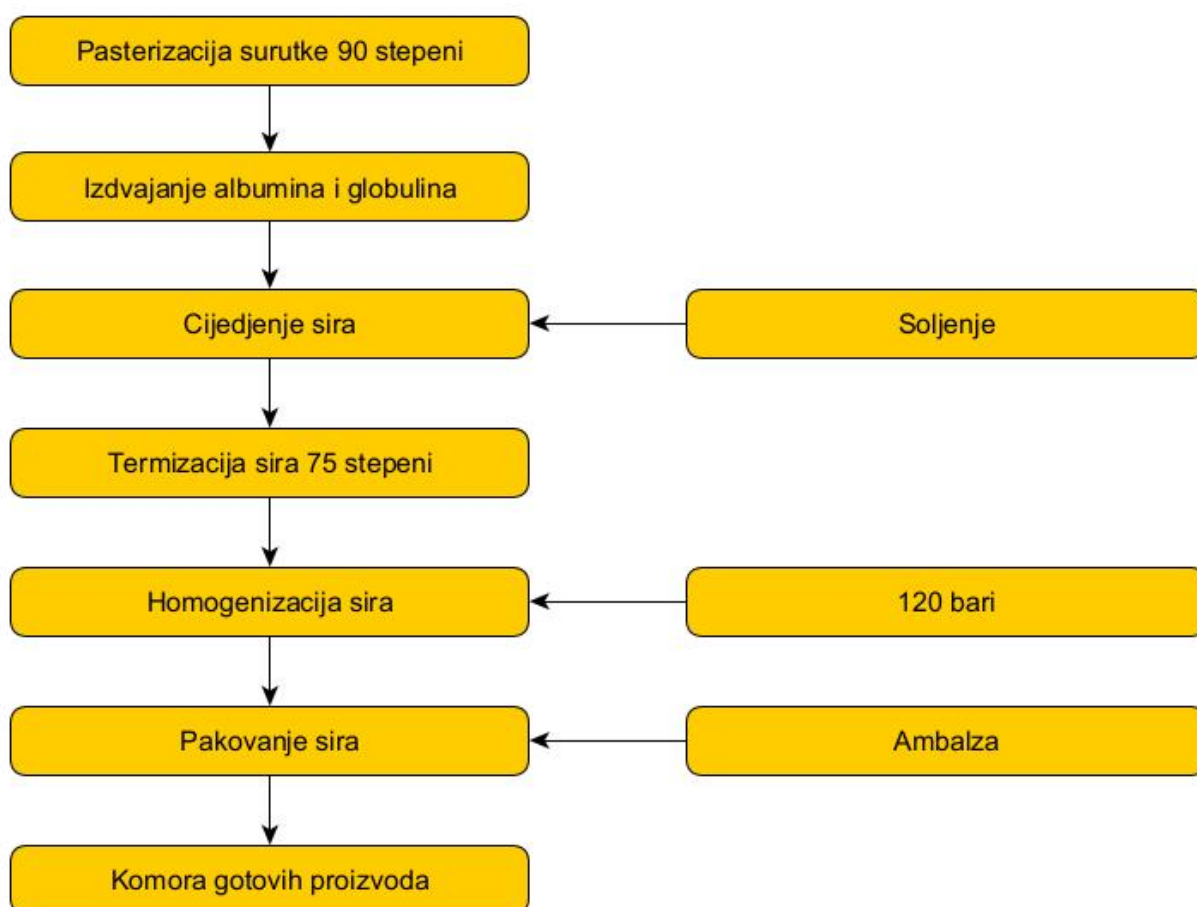 Pasterizacija surutke 90 stepeni
Izdvajanje albumina i globulina
Cijedjenje sira
Soljenje
Termizacija sira 75 stepeni
Homogenizacija sira
120 bari
Pakovanje sira
Ambalza
Komora gotovih proizvoda